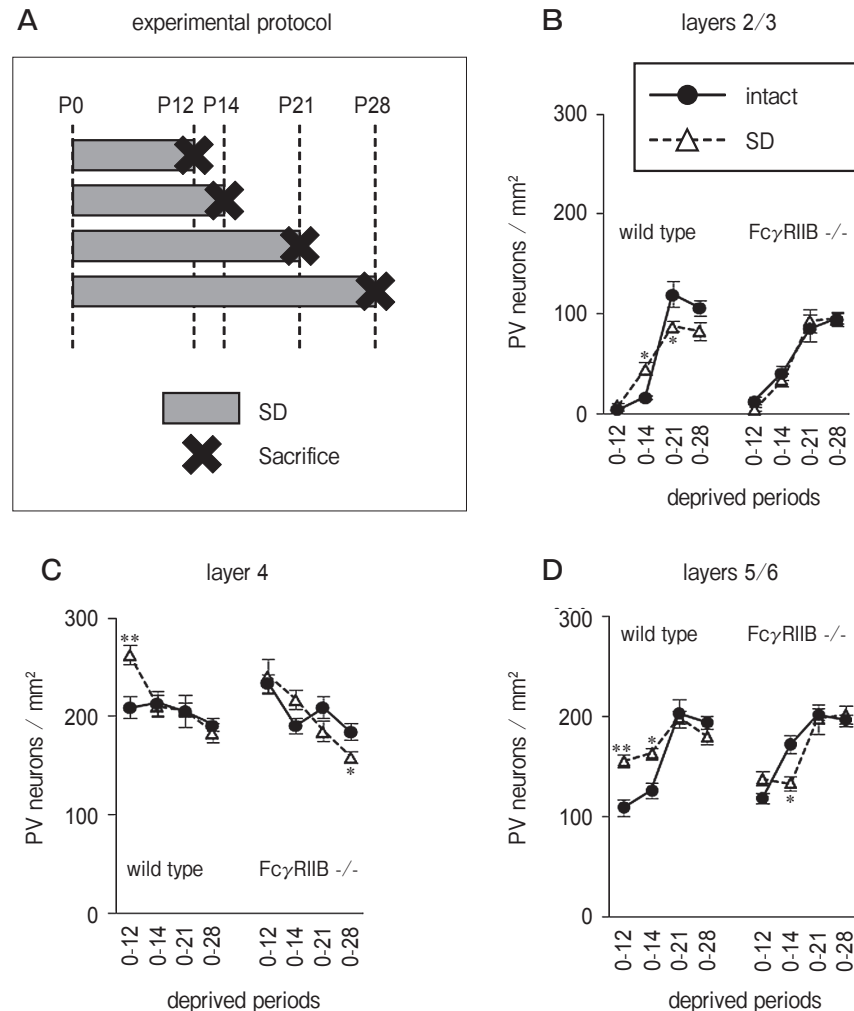 A experimental protocol
P0 P12 P14 P21 P28
SD
Sacrifice
B layers 2/3
intact
SD
300
200
100
0
PV neurons / mm²
wild type FcγRIIB -/-
*
*
0-12 0-14 0-21 0-28 0-12 0-14 0-21 0-28
deprived periods
C layer 4
300
200
100
0
PV neurons / mm²
**
*
wild type FcγRIIB -/-
0-12 0-14 0-21 0-28 0-12 0-14 0-21 0-28
deprived periods
D layers 5/6
300
200
100
0
PV neurons / mm²
wild type FcγRIIB -/-
** *
*
0-12 0-14 0-21 0-28 0-12 0-14 0-21 0-28
deprived periods